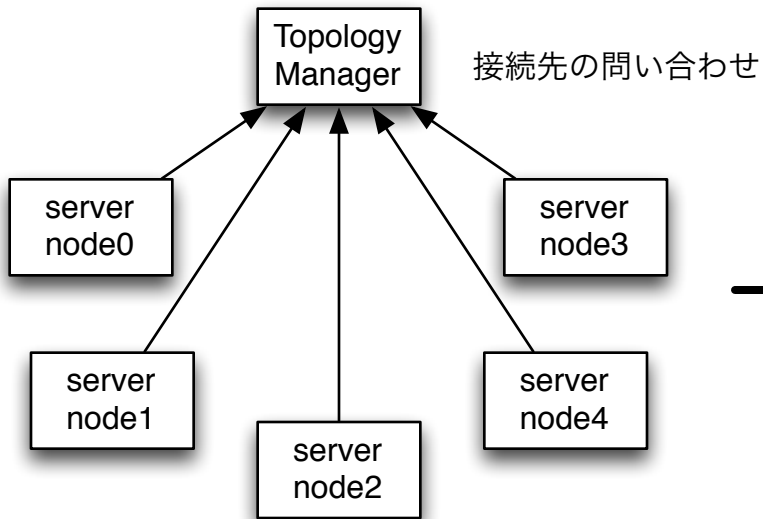 Topology
Manager
接続先の問い合わせ
server
node0
server
node3
server
node1
server
node4
server
node2